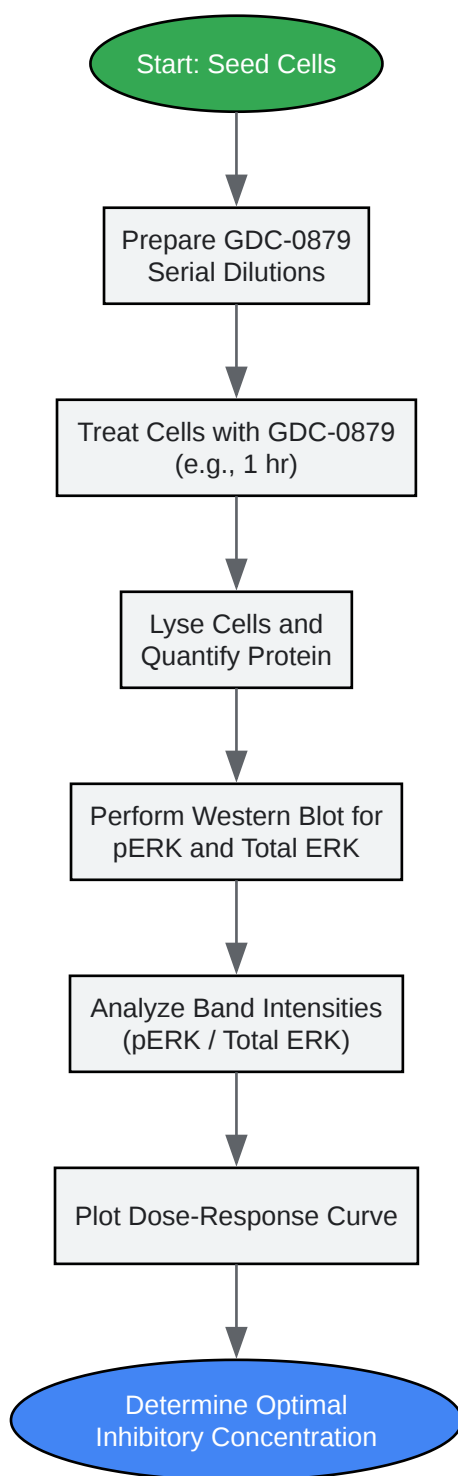 Start: Seed Cells
Prepare GDC-0879
Serial Dilutions
Treat Cells with GDC-0879
(e.g., 1 hr)
Lyse Cells and
Quantify Protein
Perform Western Blot for
pERK and Total ERK
Analyze Band Intensities
(pERK / Total ERK)
Plot Dose-Response Curve
Determine Optimal
Inhibitory Concentration